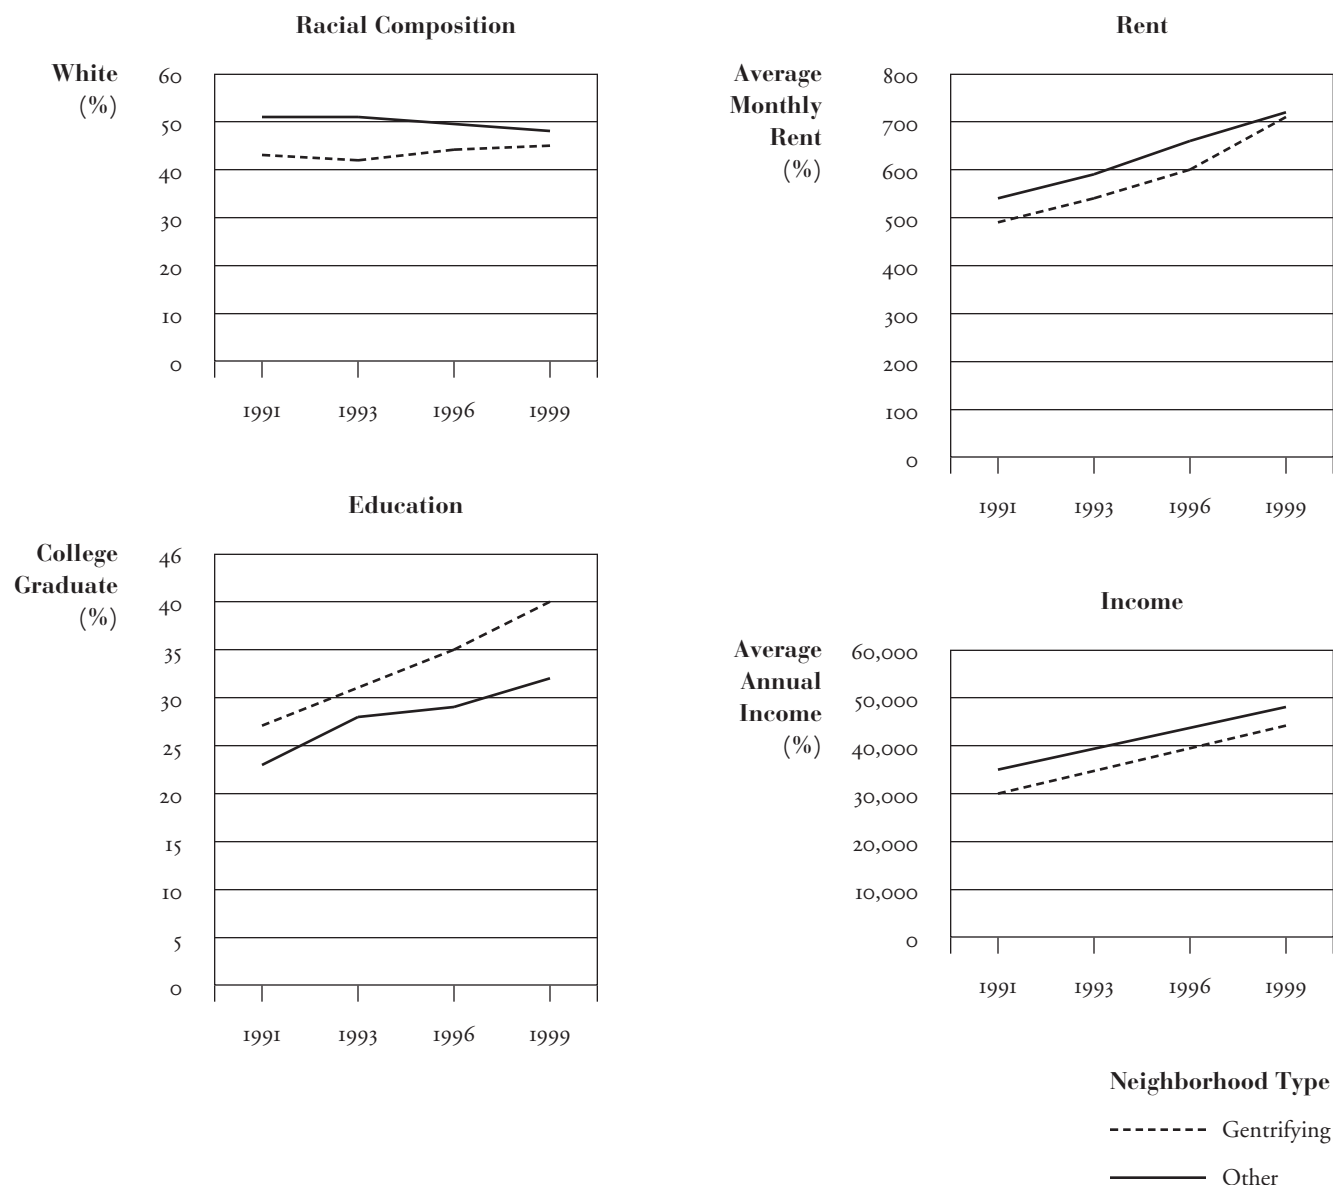 Racial Composition
White
(%)
60
50
40
30
20
10
0
1991 1993 1996 1999
Rent
Average
Monthly
Rent
(%)
800
700
600
500
400
300
200
100
0
1991 1993 1996 1999
Education
College
Graduate
(%)
46
40
35
30
25
20
15
10
5
0
1991 1993 1996 1999
Income
Average
Annual
Income
(%)
60,000
50,000
40,000
30,000
20,000
10,000
0
1991 1993 1996 1999
Neighborhood Type
Gentrifying
Other